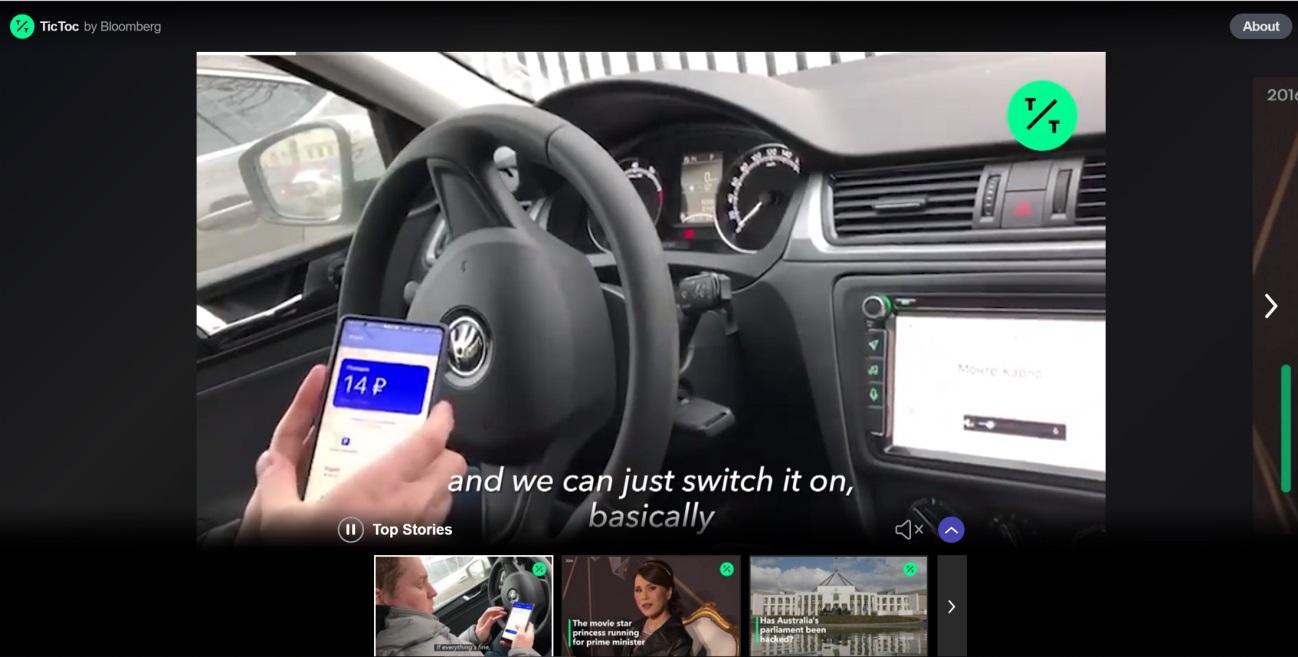 TicToc by Bloomberg
About
2016
T/T
14 ₽
Монте-Карло
and we can just switch it on,
basically
Top Stories
If everything's fine,
The movie star
princess running
for prime minister
Has Australia's
parliament been
hacked?